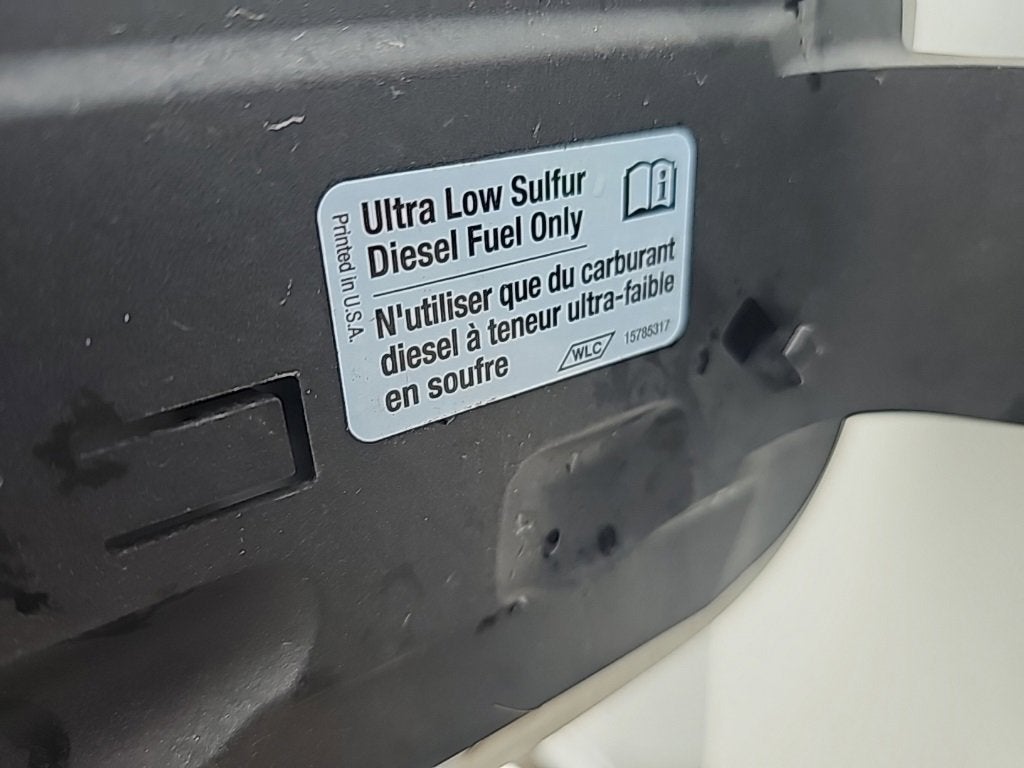 Ultra Low Sulfur
Diesel Fuel Only
Printed in U.S.A.
N'utiliser que du carburant
diesel à teneur ultra-faible
en soufre
WLC
15785317